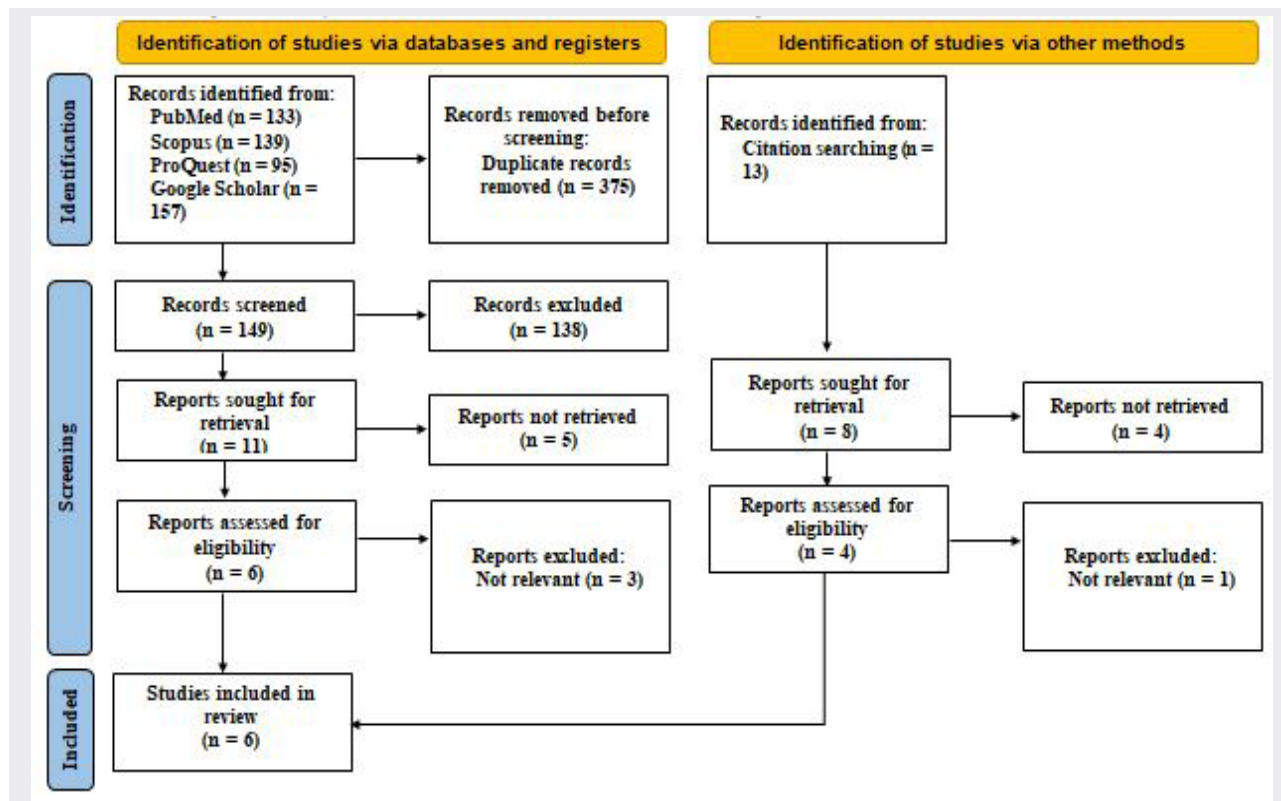 Identification of studies via databases and registers
Identification of studies via other methods
Identification
Records identified from:
PubMed (n = 133)
Scopus (n = 139)
ProQuest (n = 95)
Google Scholar (n =
157)
Records removed before
screening:
Duplicate records
removed (n = 375)
Records identified from:
Citation searching (n =
13)
Screening
Records screened
(n = 149)
Records excluded
(n = 138)
Reports sought for
retrieval
(n = 11)
Reports not retrieved
(n = 5)
Reports sought for
retrieval
(n = 8)
Reports not retrieved
(n = 4)
Reports assessed for
eligibility
(n = 6)
Reports excluded:
Not relevant (n = 3)
Reports assessed for
eligibility
(n = 4)
Reports excluded:
Not relevant (n = 1)
Included
Studies included in
review
(n = 6)